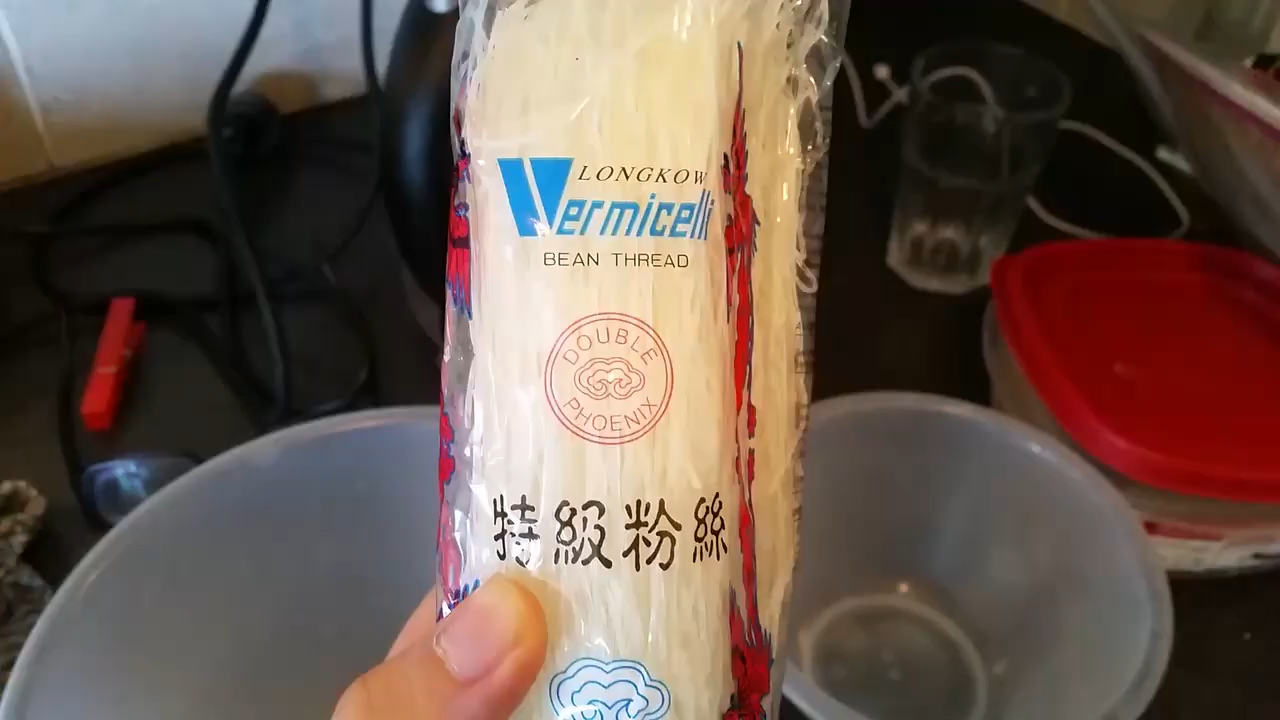 LONGKOW
Vermicelli
BEAN THREAD
DOUBLE
PHOENIX
特級粉絲